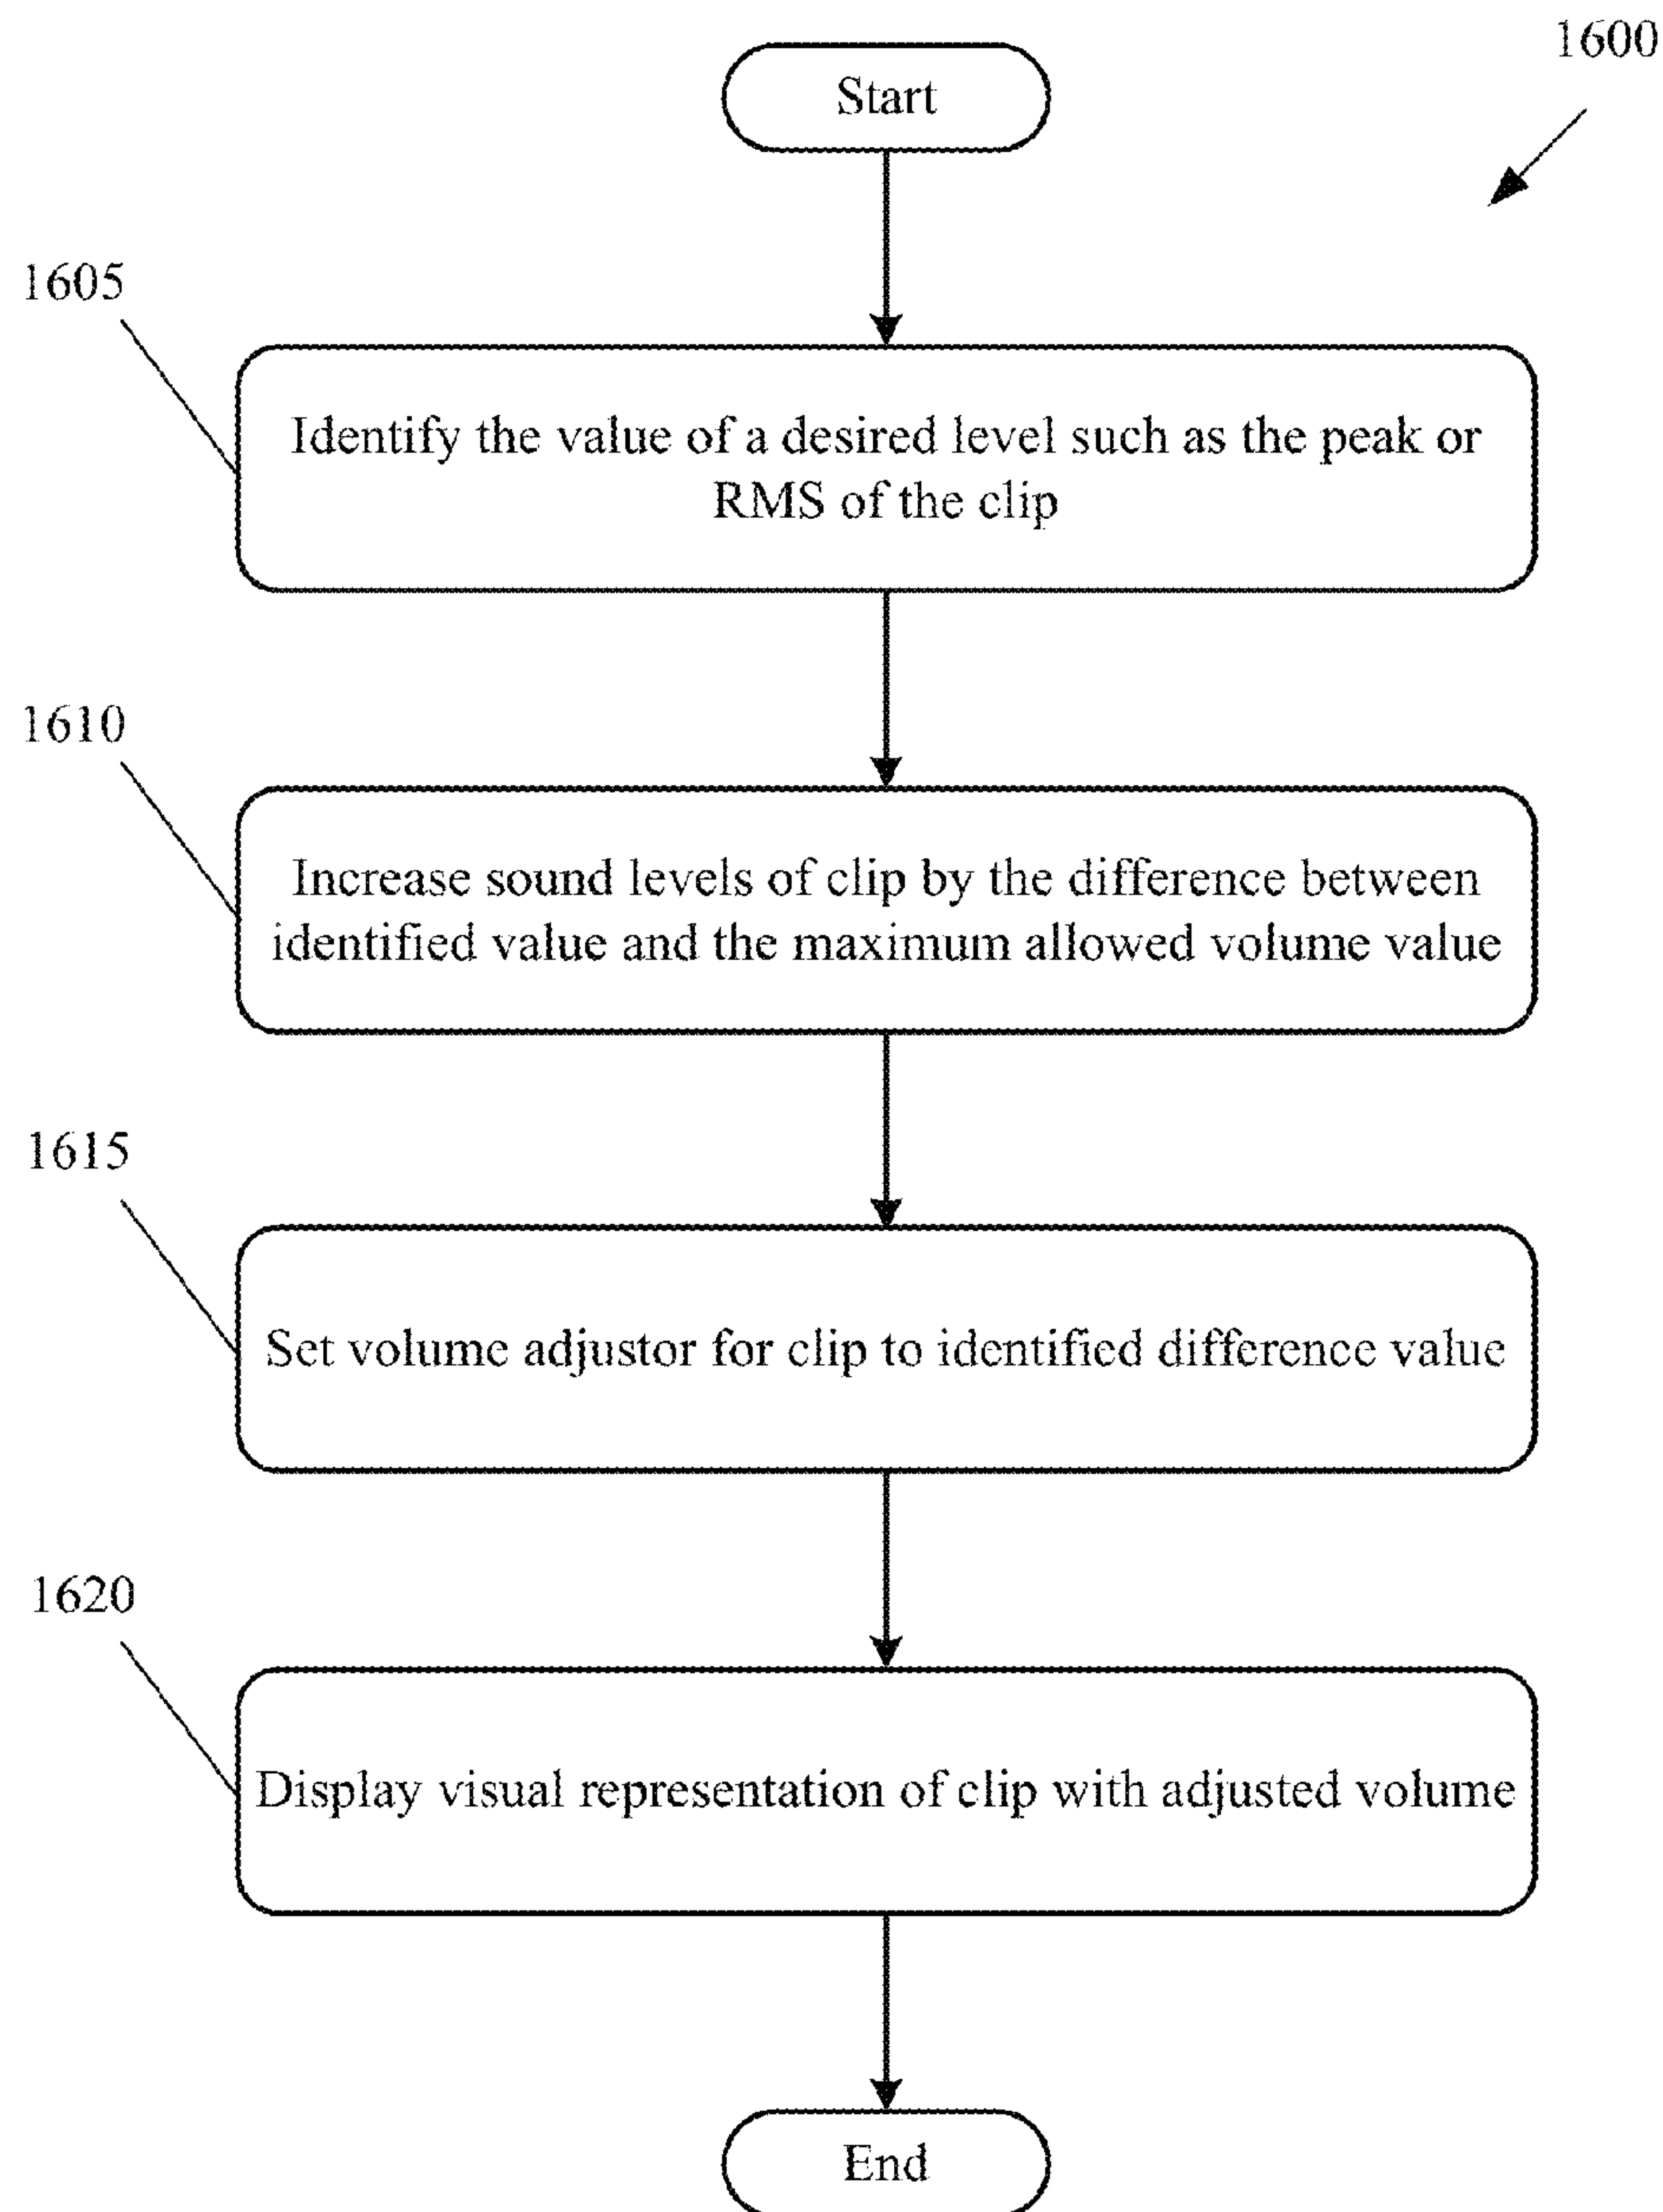 1600
Start
1605
Identify the value of a desired level such as the peak or
RMS of the clip
1610
Increase sound levels of clip by the difference between
identified value and the maximum allowed volume value
1615
Set volume adjustor for clip to identified difference value
1620
Display visual representation of clip with adjusted volume
End